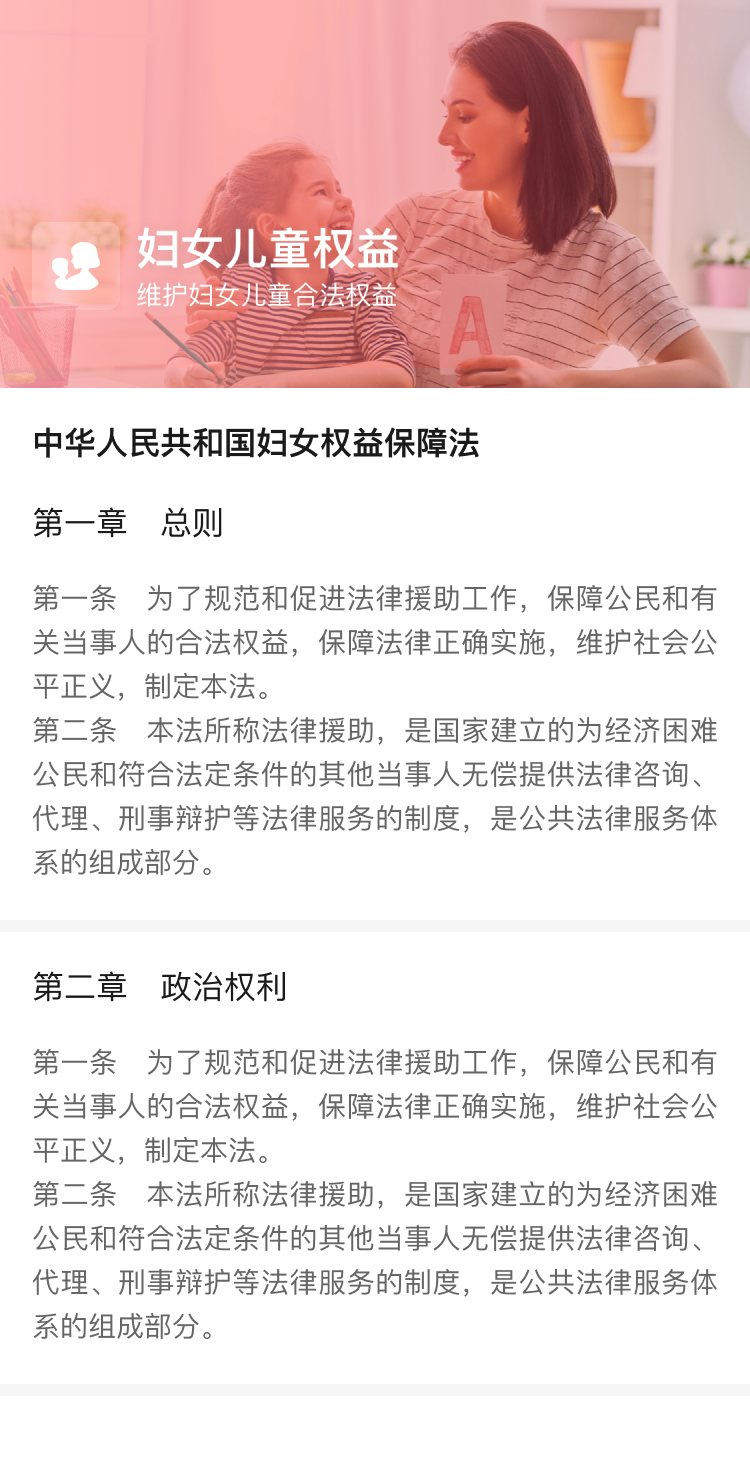 妇女儿童权益
维护妇女儿童合法权益
A
中华人民共和国妇女权益保障法
第一章　总则
第一条　为了规范和促进法律援助工作，保障公民和有
关当事人的合法权益，保障法律正确实施，维护社会公
平正义，制定本法。
第二条　本法所称法律援助，是国家建立的为经济困难
公民和符合法定条件的其他当事人无偿提供法律咨询、
代理、刑事辩护等法律服务的制度，是公共法律服务体
系的组成部分。
第二章　政治权利
第一条　为了规范和促进法律援助工作，保障公民和有
关当事人的合法权益，保障法律正确实施，维护社会公
平正义，制定本法。
第二条　本法所称法律援助，是国家建立的为经济困难
公民和符合法定条件的其他当事人无偿提供法律咨询、
代理、刑事辩护等法律服务的制度，是公共法律服务体
系的组成部分。